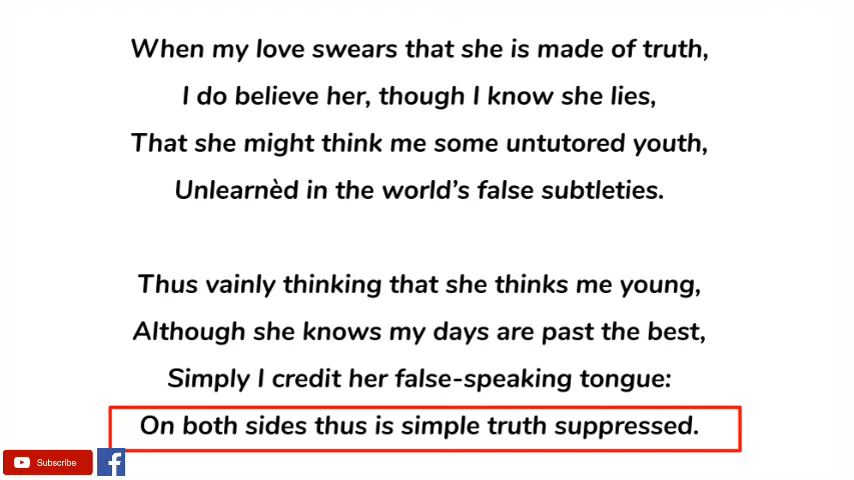 When my love swears that she is made of truth,
I do believe her, though I know she lies,
That she might think me some untutored youth,
Unlearnèd in the world’s false subtleties.
Thus vainly thinking that she thinks me young,
Although she knows my days are past the best,
Simply I credit her false-speaking tongue:
On both sides thus is simple truth suppressed.
Subscribe